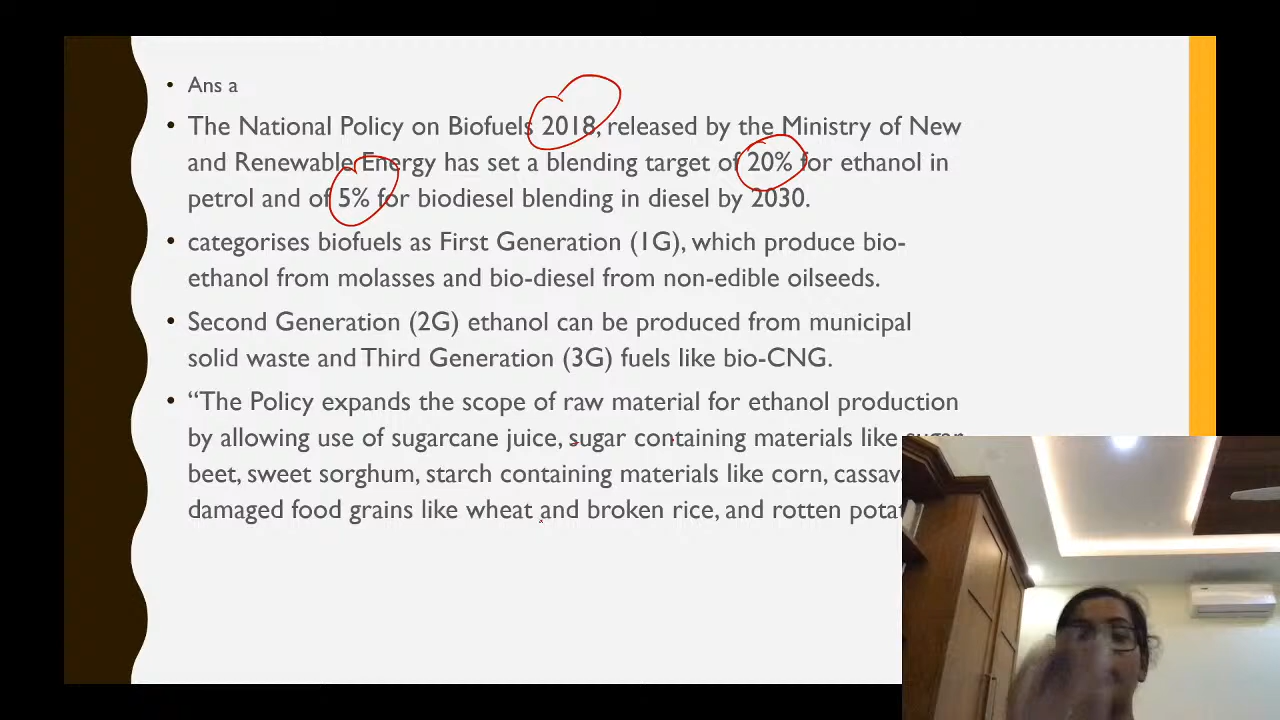 • Ans a
• The National Policy on Biofuels 2018, released by the Ministry of New
and Renewable Energy has set a blending target of 20% for ethanol in
petrol and of 5% for biodiesel blending in diesel by 2030.
• categorises biofuels as First Generation (1G), which produce bio-
ethanol from molasses and bio-diesel from non-edible oilseeds.
• Second Generation (2G) ethanol can be produced from municipal
solid waste and Third Generation (3G) fuels like bio-CNG.
• “The Policy expands the scope of raw material for ethanol production
by allowing use of sugarcane juice, sugar containing materials like sugar
beet, sweet sorghum, starch containing materials like corn,
damaged food grains like wheat and broken rice, and rotten